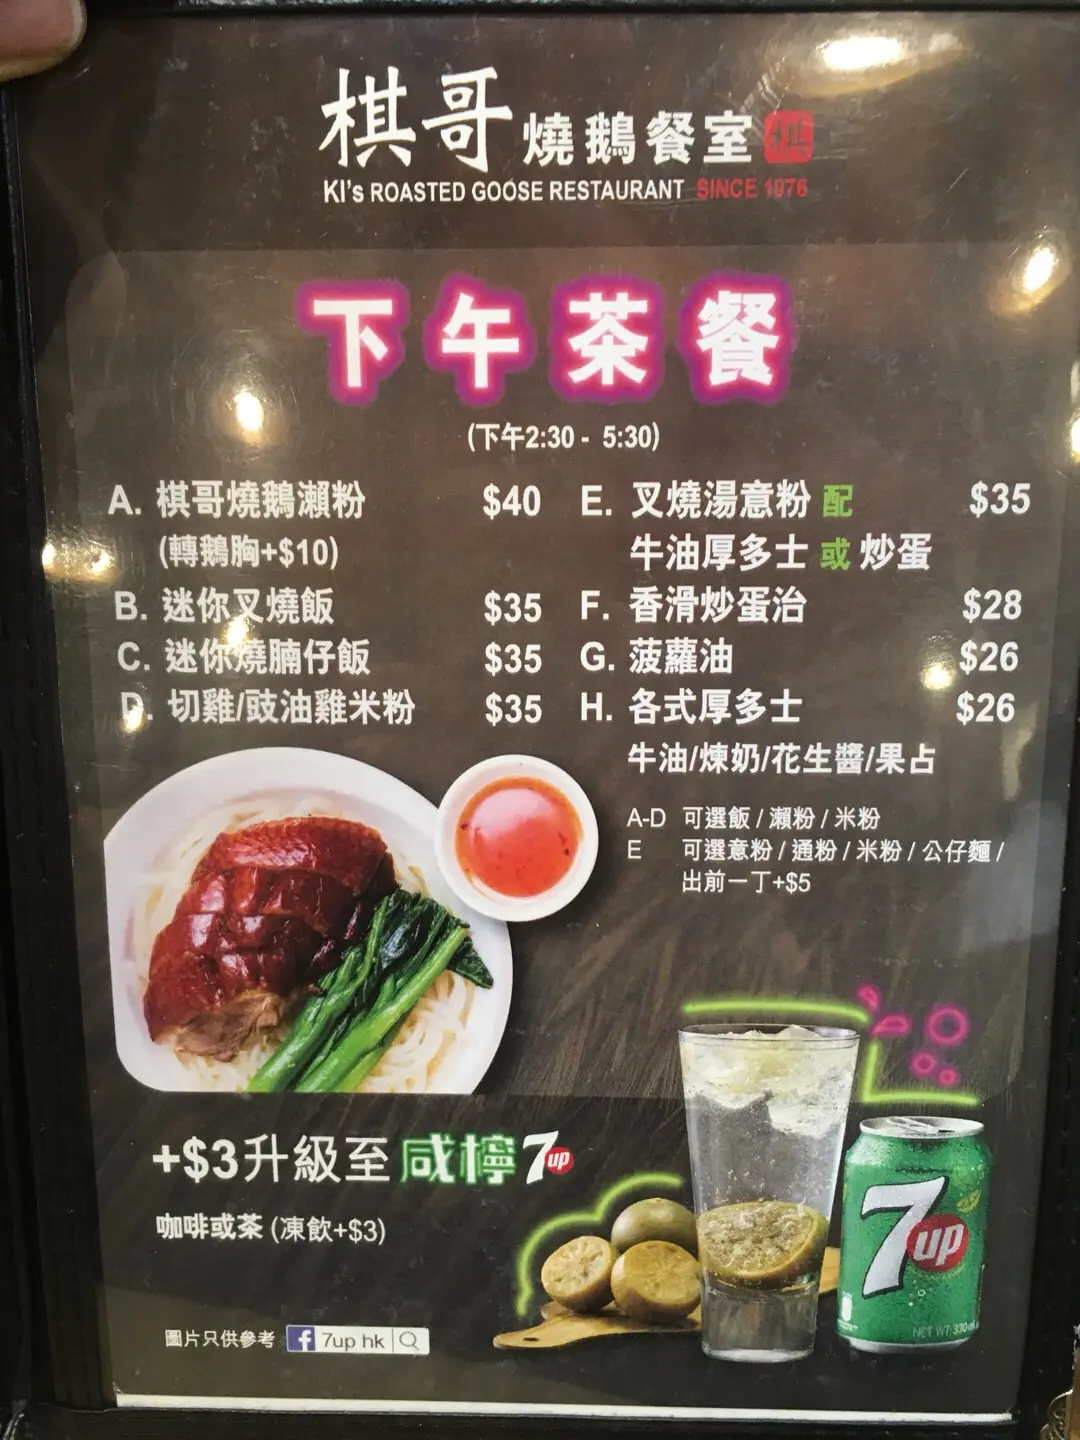 棋哥 燒鵝餐室 棋
KI's ROASTED GOOSE RESTAURANT SINCE 1976
下午茶餐
(下午2:30 - 5:30)
A. 棋哥燒鵝瀨粉 $40
(轉鵝胸+$10)
B. 迷你叉燒飯 $35
C. 迷你燒腩仔飯 $35
D. 切雞/豉油雞米粉 $35
E. 叉燒湯意粉 配 $35
牛油厚多士 或 炒蛋
F. 香滑炒蛋治 $28
G. 菠蘿油 $26
H. 各式厚多士 $26
牛油/煉奶/花生醬/果占
A-D 可選飯 / 瀨粉 / 米粉
E 可選意粉 / 通粉 / 米粉 / 公仔麵 /
出前一丁+$5
+$3升級至 咸檸7up
咖啡或茶 (凍飲+$3)
7up
NET WT 330
圖片只供參考 f 7up hk